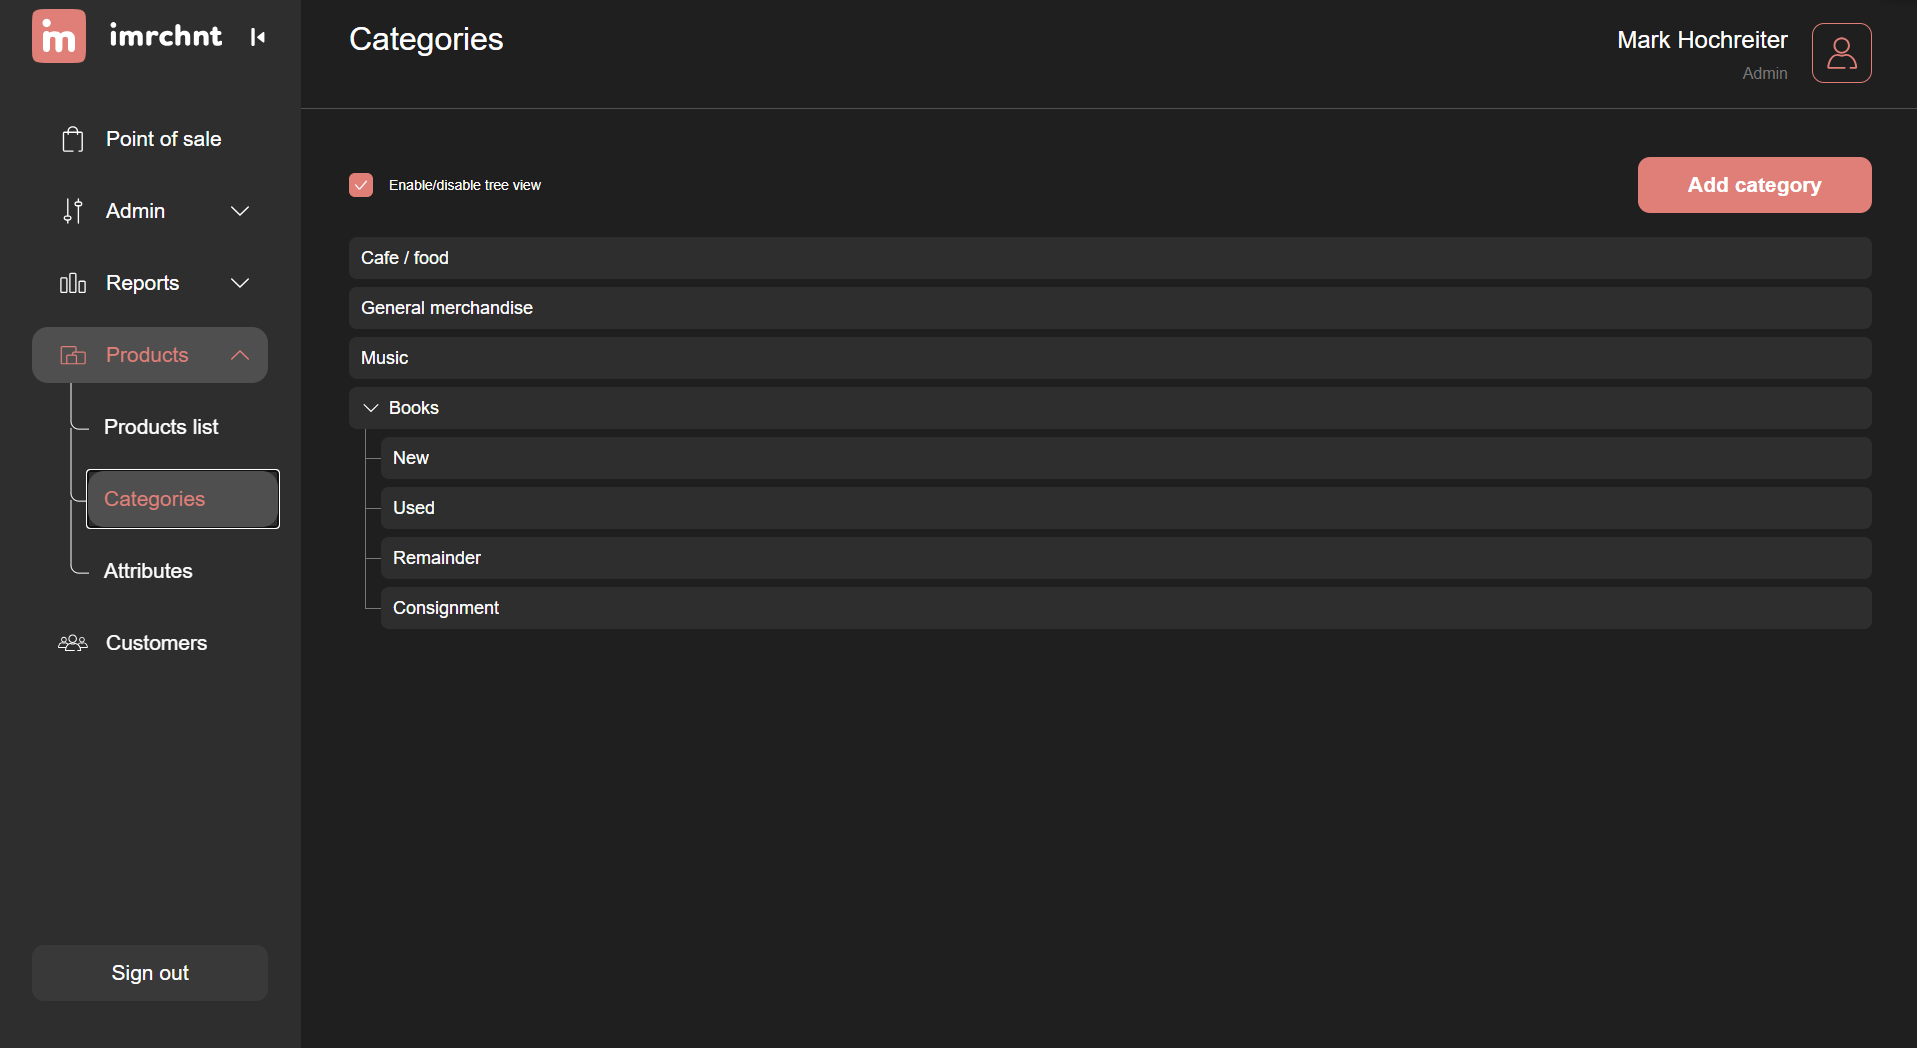 im
imrchnt
Categories
Mark Hochreiter
Admin
Point of sale
Admin
Reports
Products
Products list
Categories
Attributes
Customers
Sign out
Enable/disable tree view
Add category
Cafe / food
General merchandise
Music
Books
New
Used
Remainder
Consignment